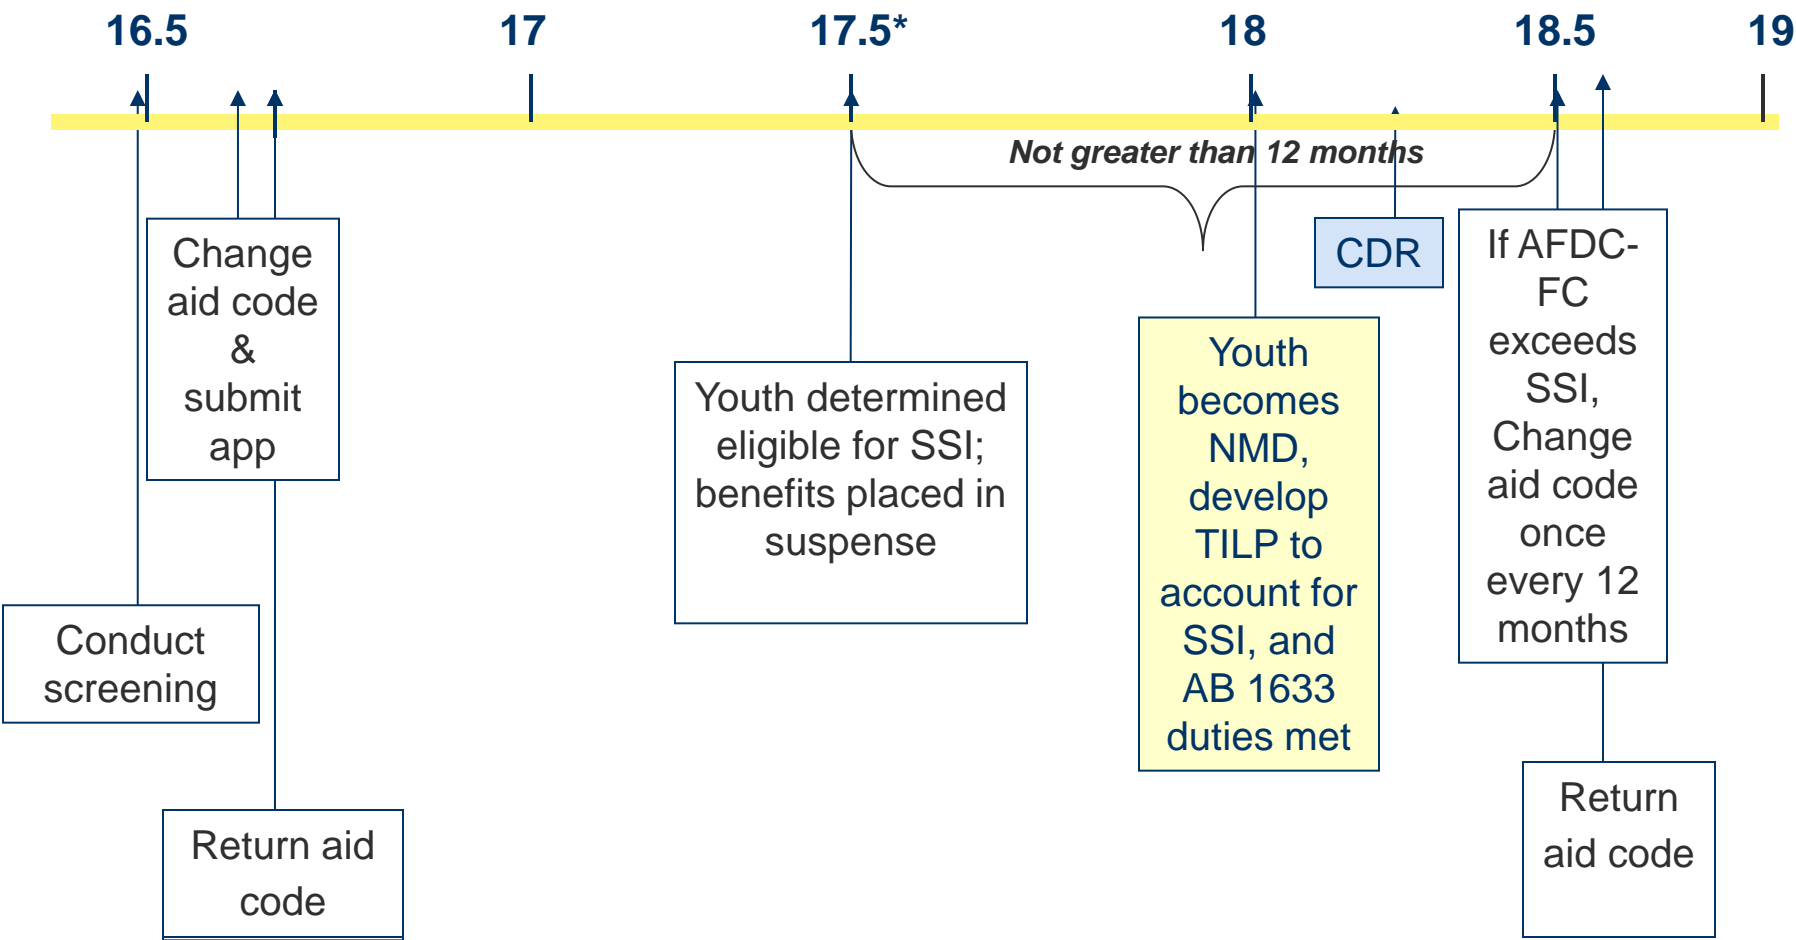 16.5 17 17.5* 18 18.5 19
Not greater than 12 months
Change
aid code
&
submit
app
CDR
If AFDC-
FC
exceeds
SSI,
Change
aid code
once
every 12
months
Youth
becomes
NMD,
develop
TILP to
account for
SSI, and
AB 1633
duties met
Youth determined
eligible for SSI;
benefits placed in
suspense
Conduct
screening
Return aid
code
Return
aid code